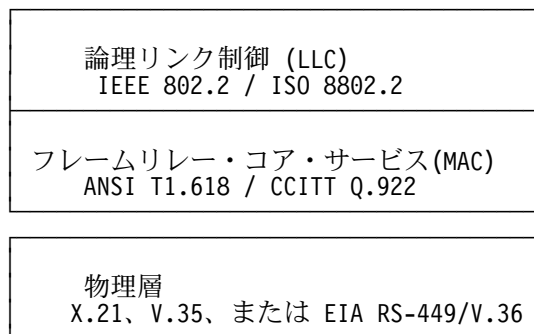 論理リンク制御 (LLC)
IEEE 802.2 / ISO 8802.2
フレームリレー・コア・サービス(MAC)
ANSI T1.618 / CCITT Q.922
物理層
X.21、V.35、または EIA RS-449/V.36